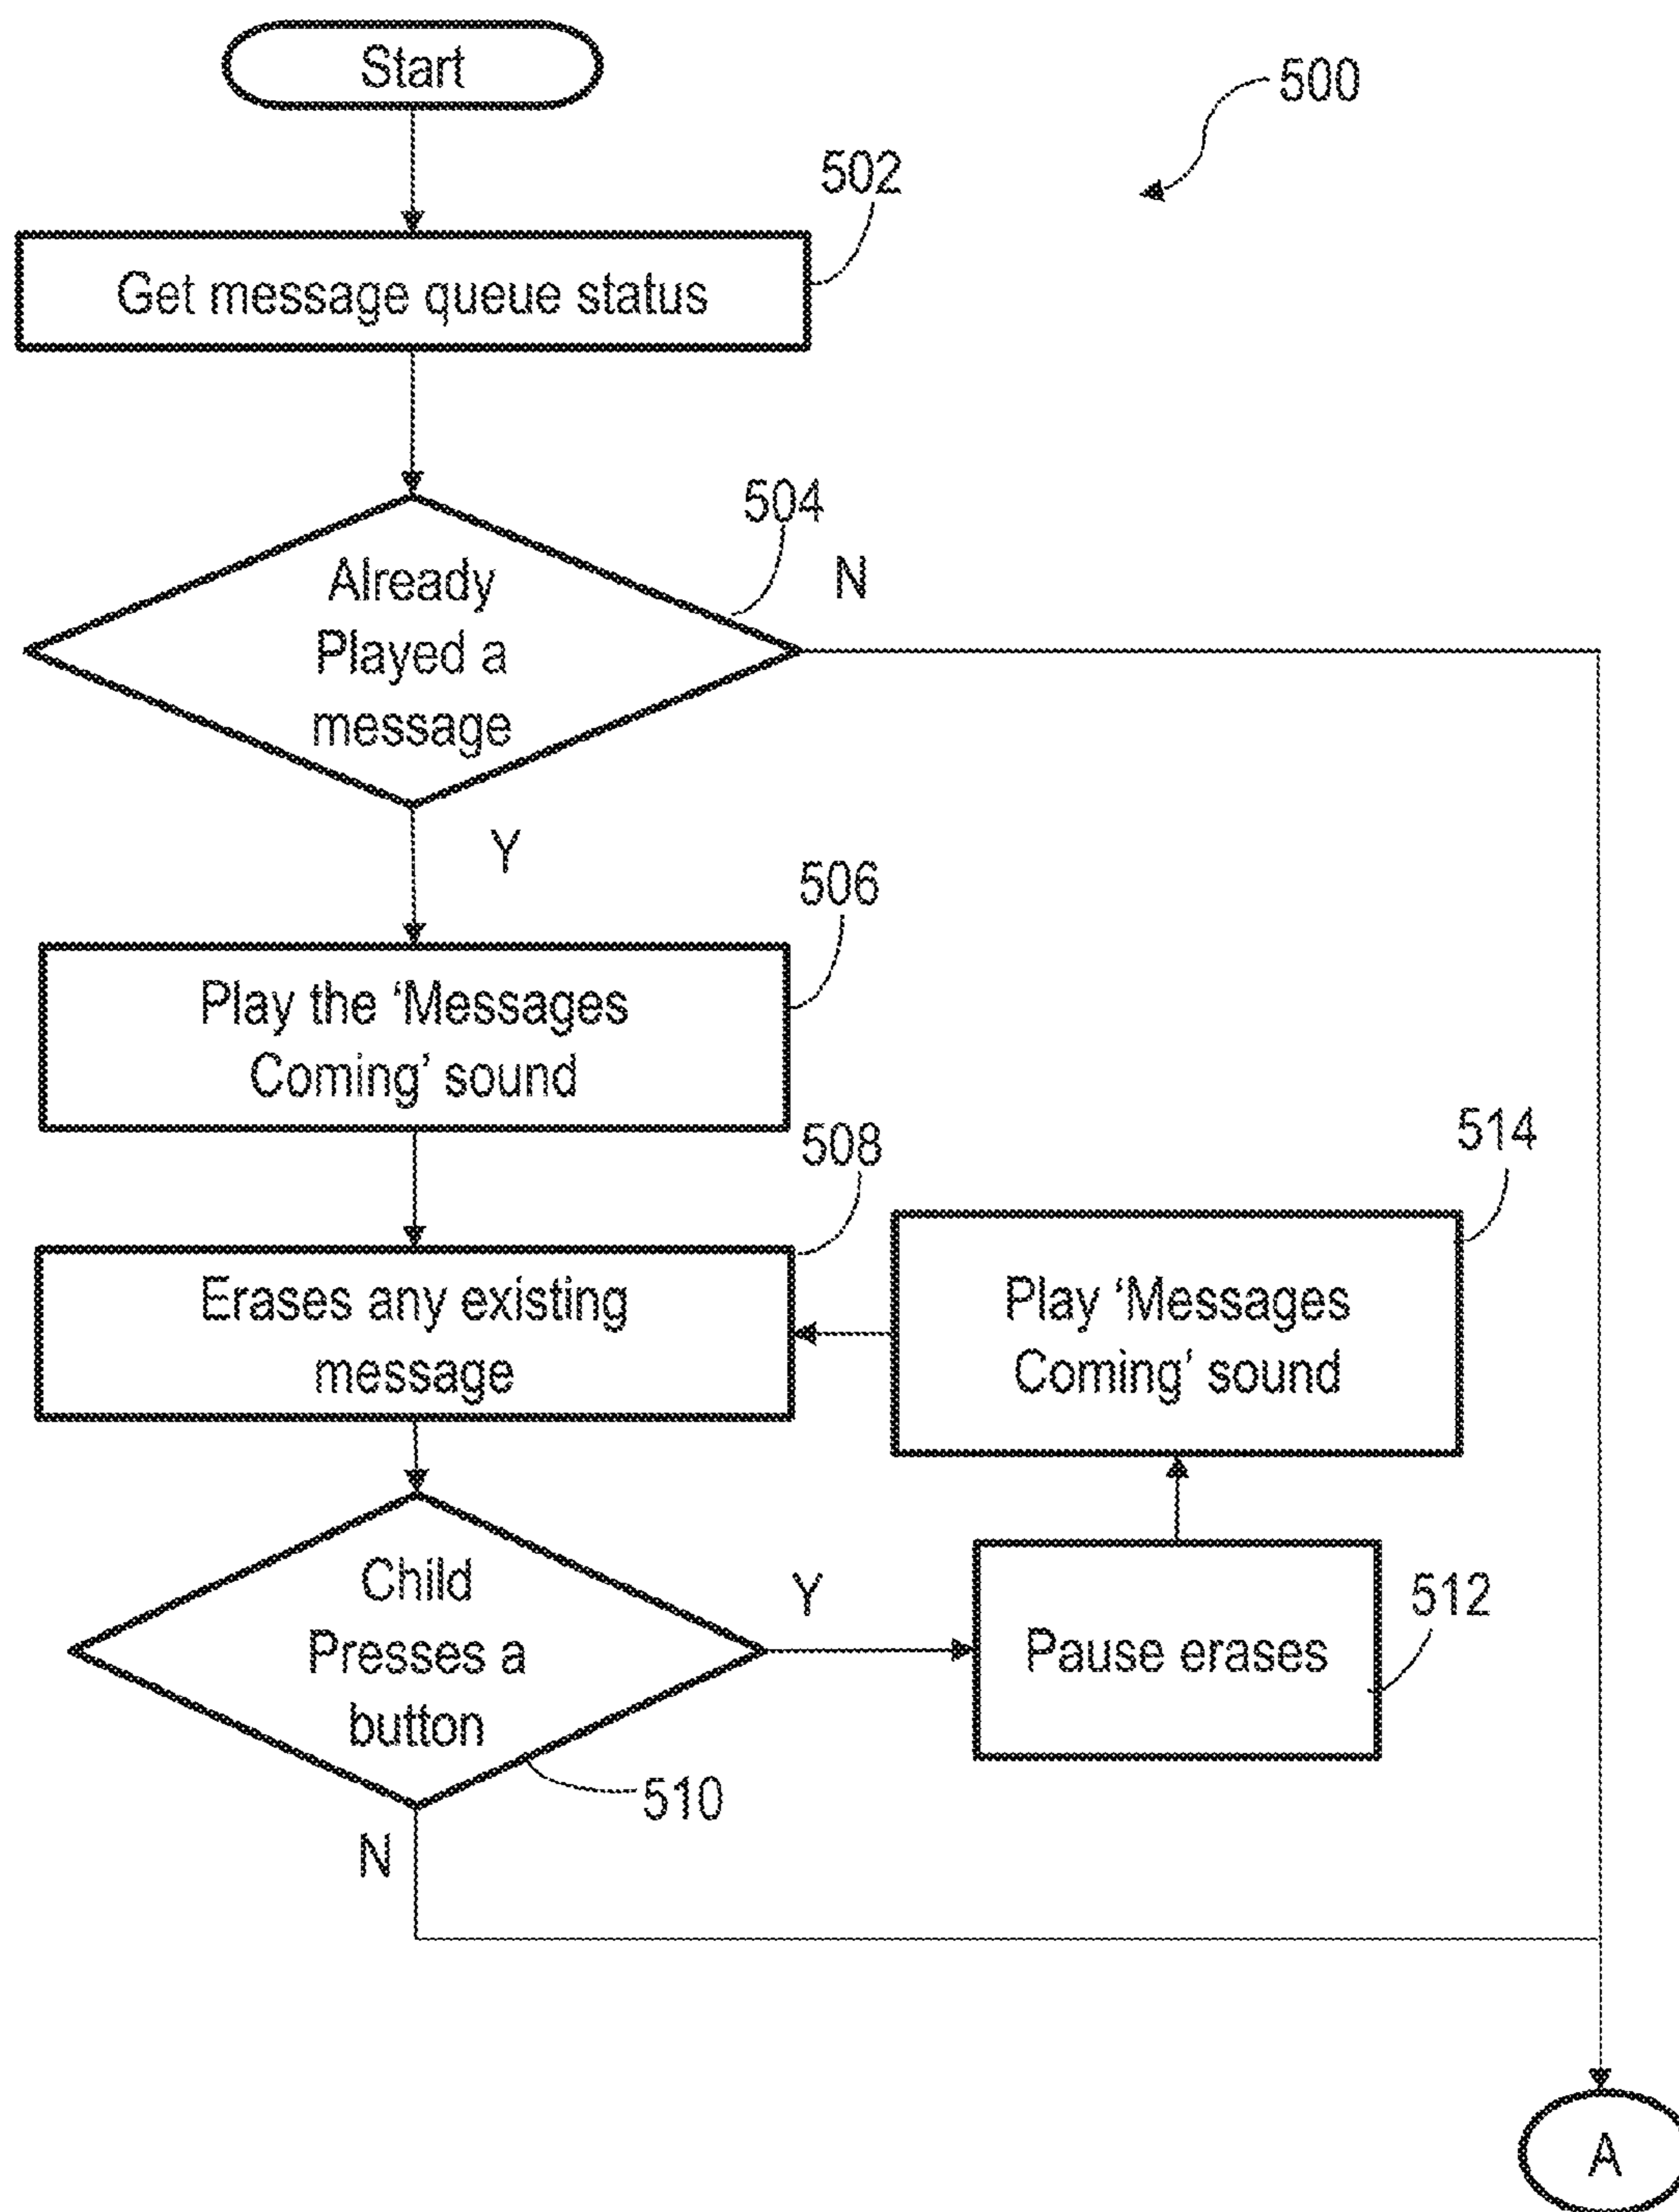 Start
500
502
Get message queue status
504
N
Already
Played a
message
Y
506
Play the ‘Messages
Coming’ sound
508
514
Erases any existing
message
Play ‘Messages
Coming’ sound
Child
Presses a
button
Y
Pause erases
512
510
N
A